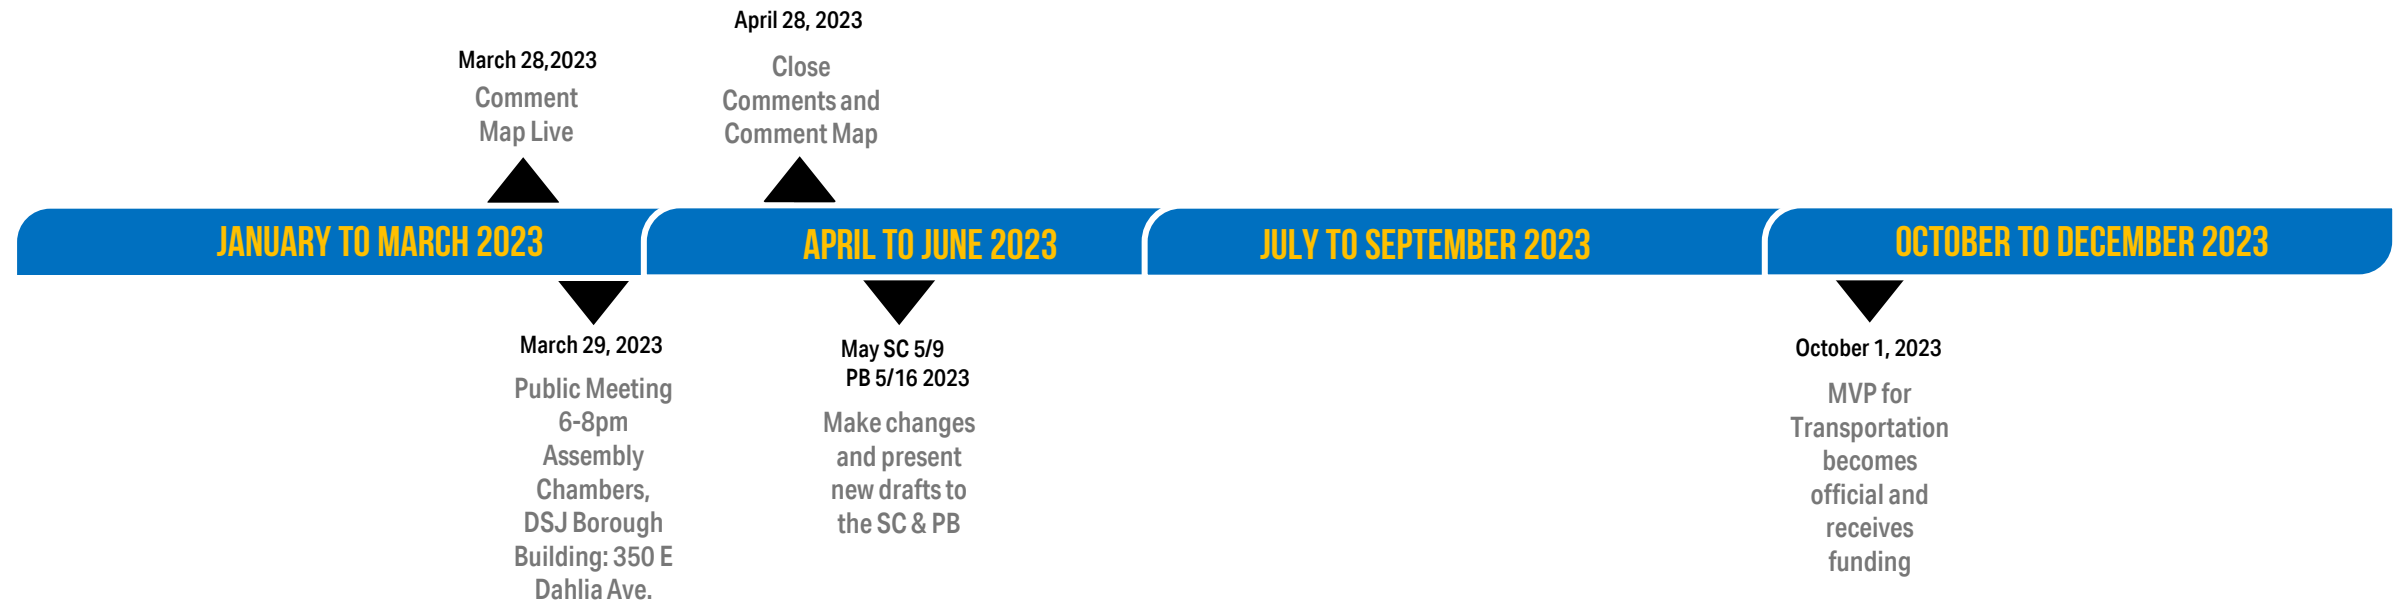 April 28, 2023
Close
Comments and
Comment Map
March 28,2023
Comment
Map Live
JANUARY TO MARCH 2023
APRIL TO JUNE 2023
JULY TO SEPTEMBER 2023
OCTOBER TO DECEMBER 2023
March 29, 2023
Public Meeting
6-8pm
Assembly
Chambers,
DSJ Borough
Building: 350 E
Dahlia Ave.
May SC 5/9
PB 5/16 2023
Make changes
and present
new drafts to
the SC & PB
October 1, 2023
MVP for
Transportation
becomes
official and
receives
funding